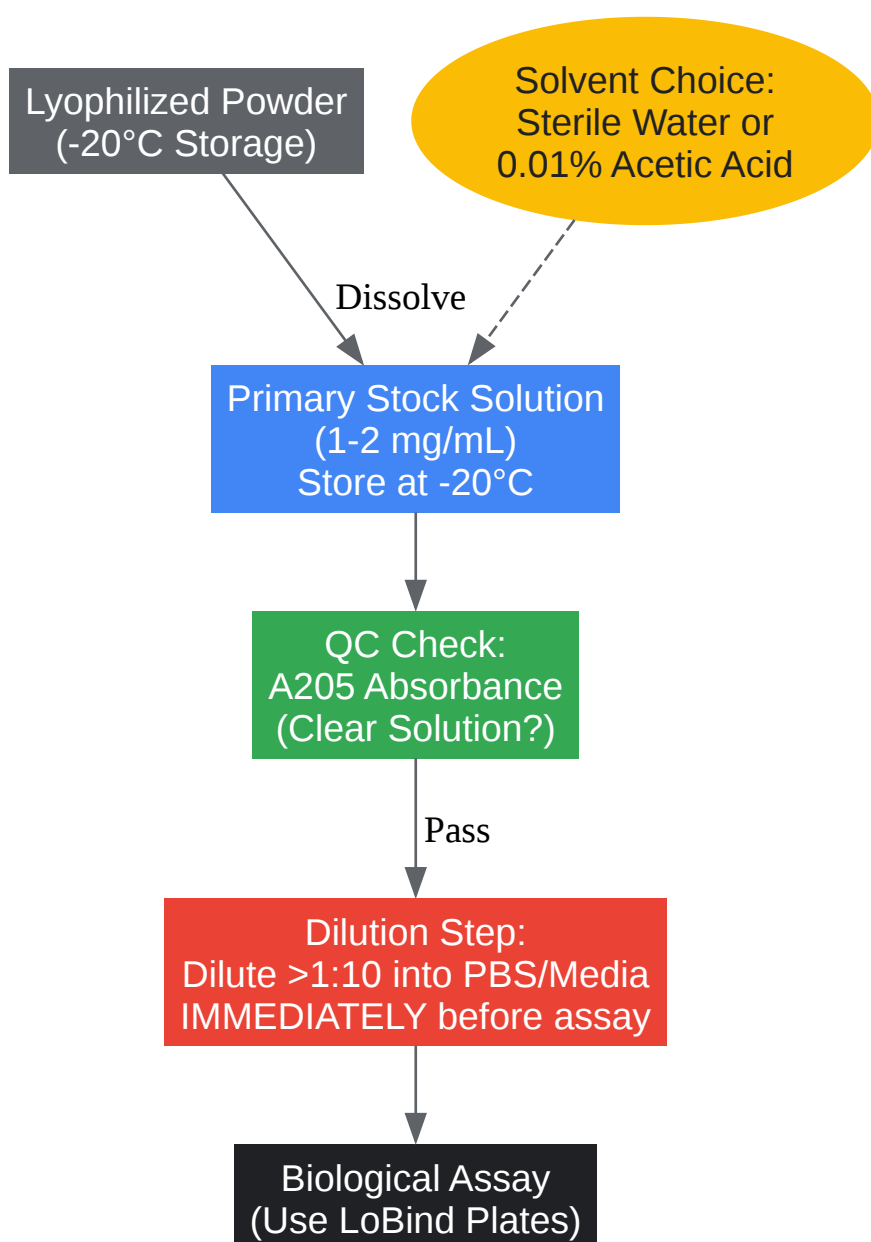 Lyophilized Powder
(-20°C Storage)
Solvent Choice:
Sterile Water or
0.01% Acetic Acid
Dissolve
Primary Stock Solution
(1-2 mg/mL)
Store at -20°C
QC Check:
A205 Absorbance
(Clear Solution?)
Pass
Dilution Step:
Dilute >1:10 into PBS/Media
IMMEDIATELY before assay
Biological Assay
(Use LoBind Plates)